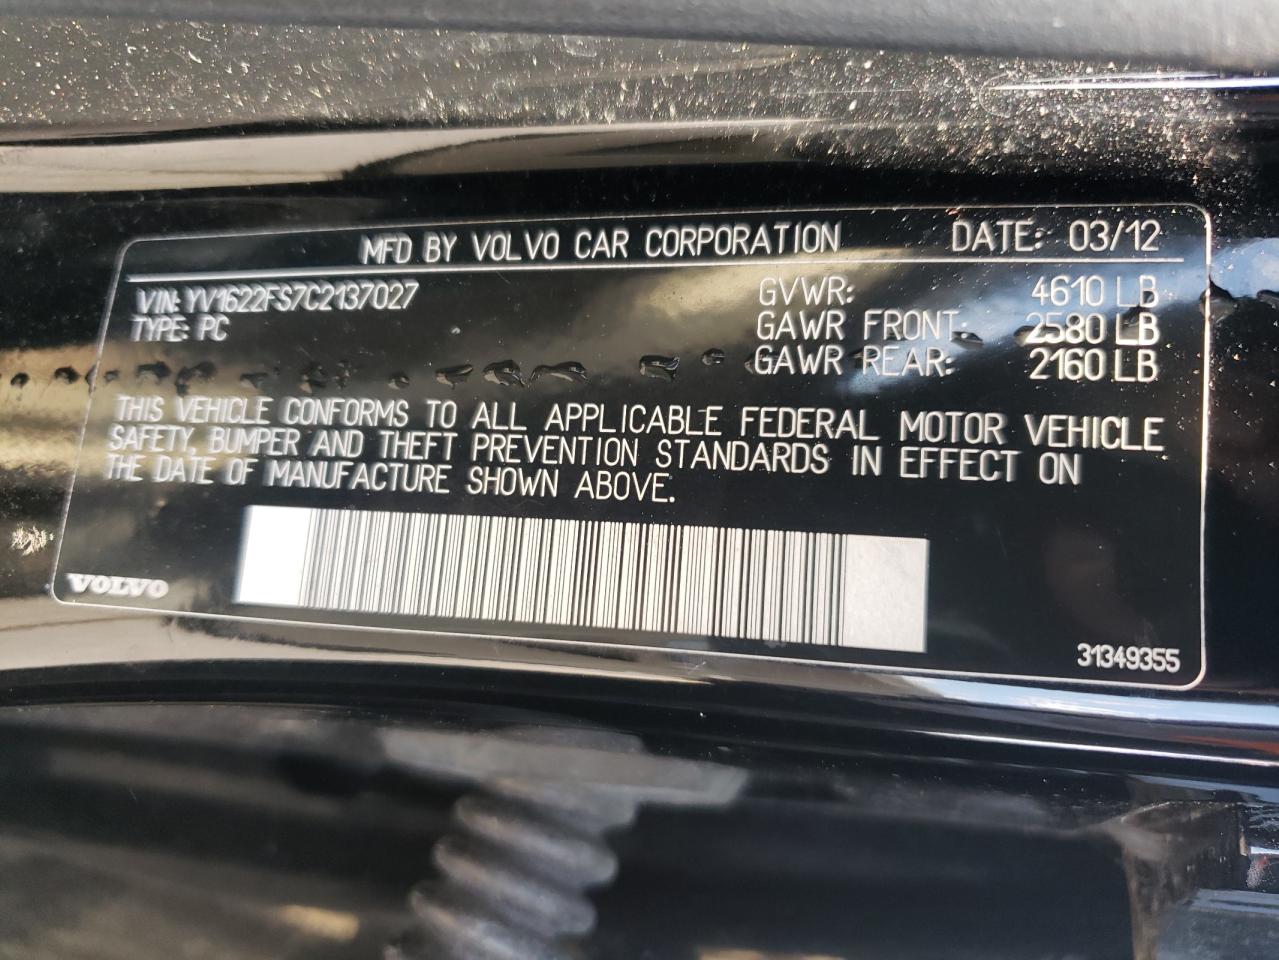 MFD BY VOLVO CAR CORPORATION DATE: 03/12
VIN: YV1622FS7C2137027
TYPE: PC
GVWR: 4610 LB
GAWR FRONT: 2580 LB
GAWR REAR: 2160 LB
THIS VEHICLE CONFORMS TO ALL APPLICABLE FEDERAL MOTOR VEHICLE
SAFETY, BUMPER AND THEFT PREVENTION STANDARDS IN EFFECT ON
THE DATE OF MANUFACTURE SHOWN ABOVE.
VOLVO
31349355